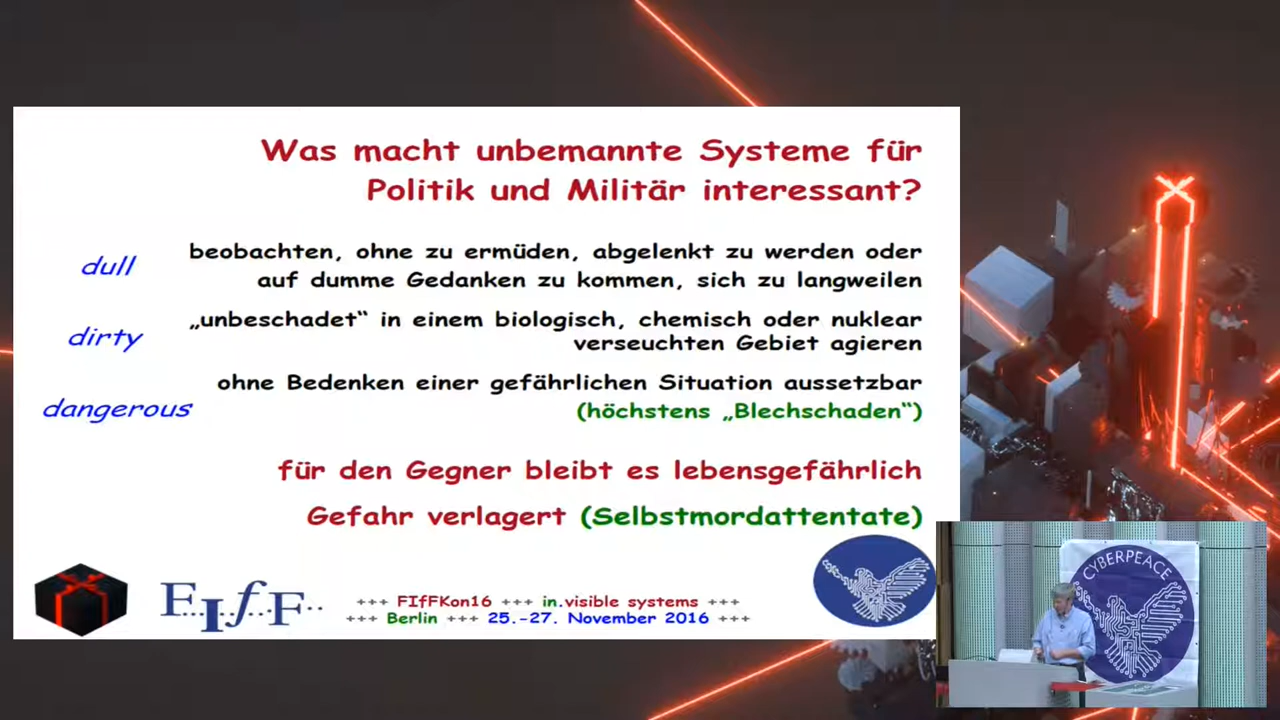 Was macht unbemannte Systeme für
Politik und Militär interessant?
dull
beobachten, ohne zu ermüden, abgelenkt zu werden oder
auf dumme Gedanken zu kommen, sich zu langweilen
dirty
„unbeschadet“ in einem biologisch, chemisch oder nuklear
verseuchten Gebiet agieren
dangerous
ohne Bedenken einer gefährlichen Situation aussetzbar
(höchstens „Blechschaden“)
für den Gegner bleibt es lebensgefährlich
Gefahr verlagert (Selbstmordattentate)
FIfF
+++ FIfFKon16 +++ in.visible systems +++
+++ Berlin +++ 25.-27. November 2016 +++
CYBERPEACE